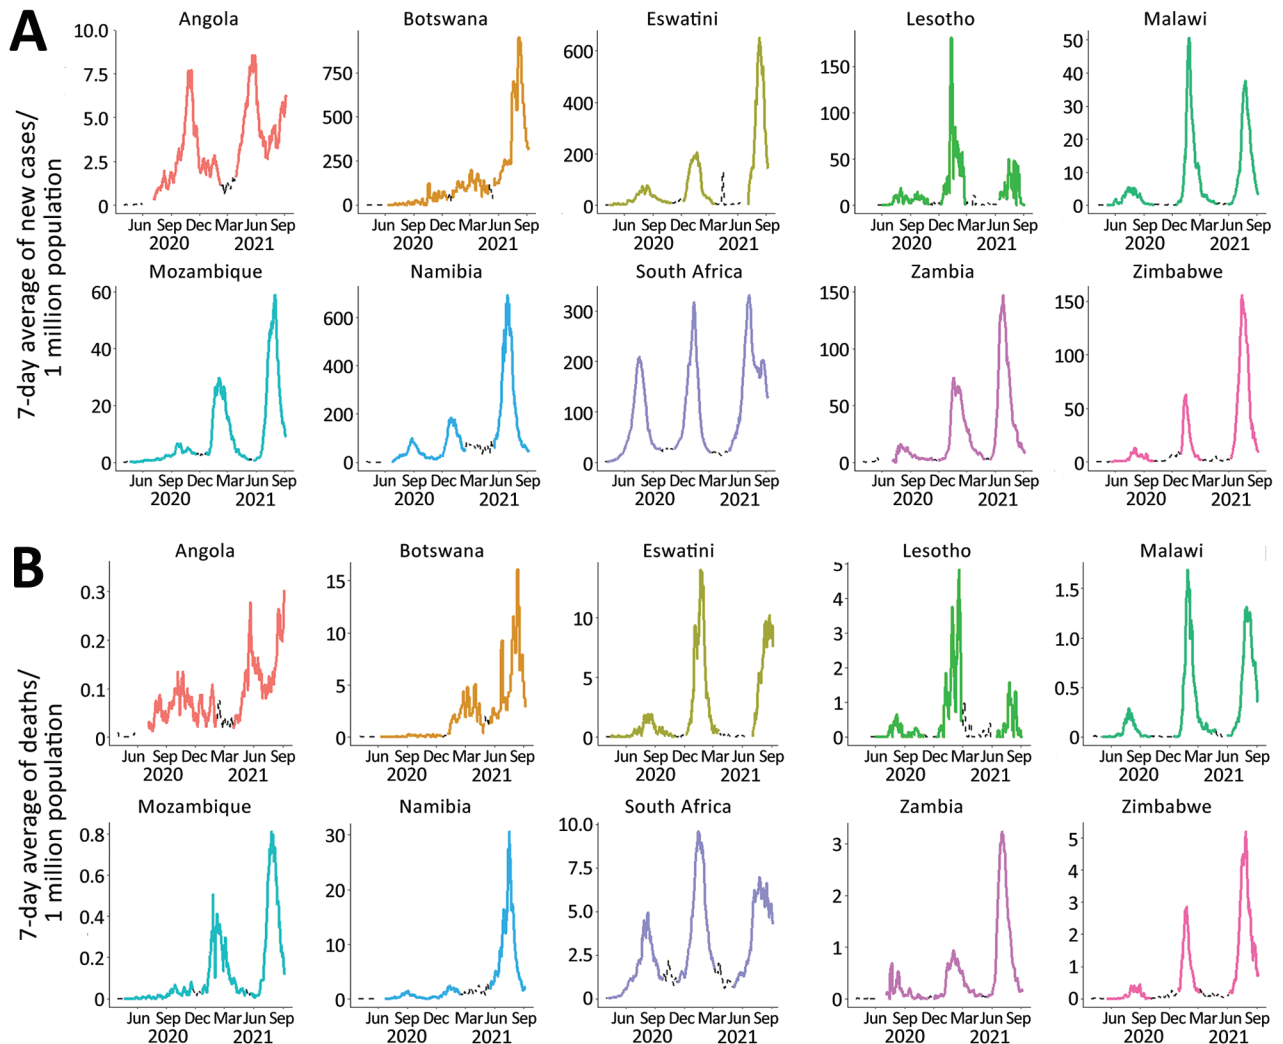 A
7-day average of new cases/
1 million population
Angola
10.0
7.5
5.0
2.5
0
Jun Sep Dec Mar Jun Sep
2020 2021
Botswana
750
500
250
0
Jun Sep Dec Mar Jun Sep
2020 2021
Eswatini
600
400
200
0
Jun Sep Dec Mar Jun Sep
2020 2021
Lesotho
150
100
50
0
Jun Sep Dec Mar Jun Sep
2020 2021
Malawi
50
40
30
20
10
0
Jun Sep Dec Mar Jun Sep
2020 2021
Mozambique
60
40
20
0
Jun Sep Dec Mar Jun Sep
2020 2021
Namibia
600
400
200
0
Jun Sep Dec Mar Jun Sep
2020 2021
South Africa
300
200
100
0
Jun Sep Dec Mar Jun Sep
2020 2021
Zambia
150
100
50
0
Jun Sep Dec Mar Jun Sep
2020 2021
Zimbabwe
150
100
50
0
Jun Sep Dec Mar Jun Sep
2020 2021
B
7-day average of deaths/
1 million population
Angola
0.3
0.2
0.1
0
Jun Sep Dec Mar Jun Sep
2020 2021
Botswana
15
10
5
0
Jun Sep Dec Mar Jun Sep
2020 2021
Eswatini
10
5
0
Jun Sep Dec Mar Jun Sep
2020 2021
Lesotho
5
4
3
2
1
0
Jun Sep Dec Mar Jun Sep
2020 2021
Malawi
1.5
1.0
0.5
0
Jun Sep Dec Mar Jun Sep
2020 2021
Mozambique
0.8
0.6
0.4
0.2
0
Jun Sep Dec Mar Jun Sep
2020 2021
Namibia
30
20
10
0
Jun Sep Dec Mar Jun Sep
2020 2021
South Africa
10.0
7.5
5.0
2.5
0
Jun Sep Dec Mar Jun Sep
2020 2021
Zambia
3
2
1
0
Jun Sep Dec Mar Jun Sep
2020 2021
Zimbabwe
5
4
3
2
1
0
Jun Sep Dec Mar Jun Sep
2020 2021